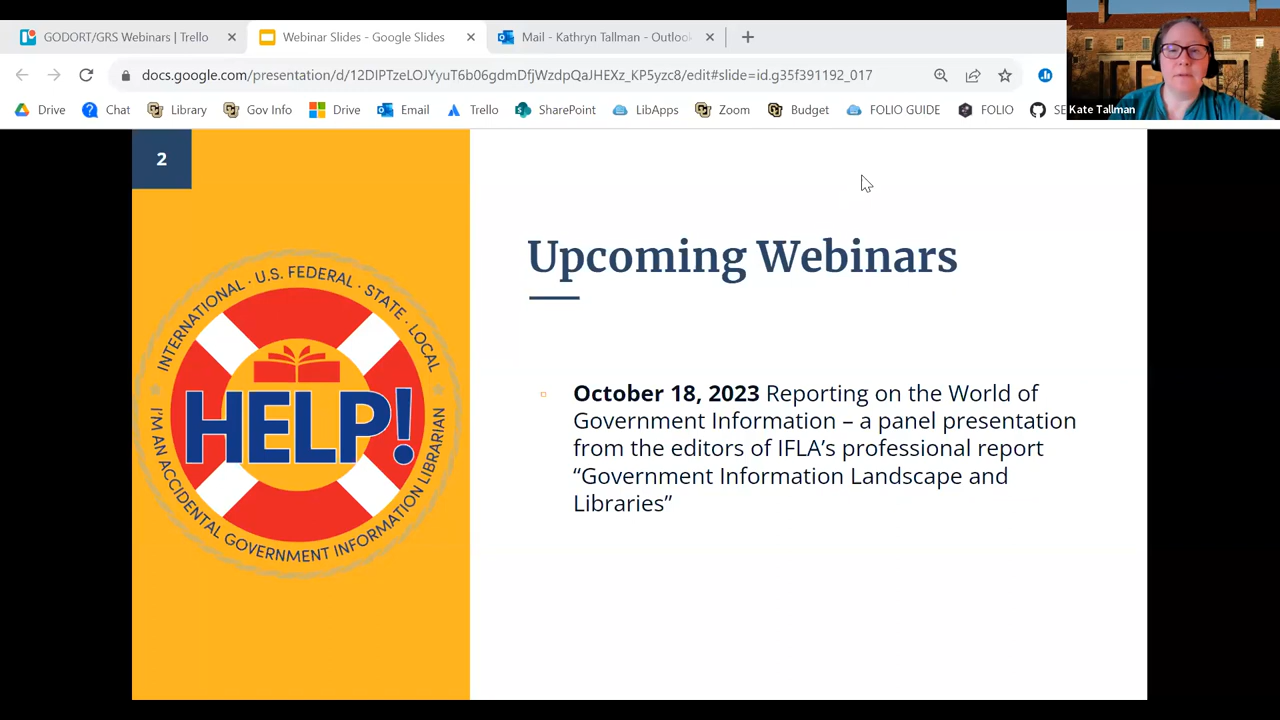 GODORT/GRS Webinars | Trello
Webinar Slides - Google Slides
Mail - Kathryn Tallman - Outlook
docs.google.com/presentation/d/12DIPTzeLOJYyuT6b06gdmDfjWzdpQaJHEXz_KP5yzc8/edit#slide=id.g35f391192_017
Drive
Chat
Library
Gov Info
Drive
Email
Trello
SharePoint
LibApps
Zoom
Budget
FOLIO GUIDE
FOLIO
Kate Tallman
2
INTERNATIONAL · U.S. FEDERAL · STATE · LOCAL
HELP!
I'M AN ACCIDENTAL GOVERNMENT INFORMATION LIBRARIAN
Upcoming Webinars
October 18, 2023 Reporting on the World of
Government Information – a panel presentation
from the editors of IFLA’s professional report
“Government Information Landscape and
Libraries”